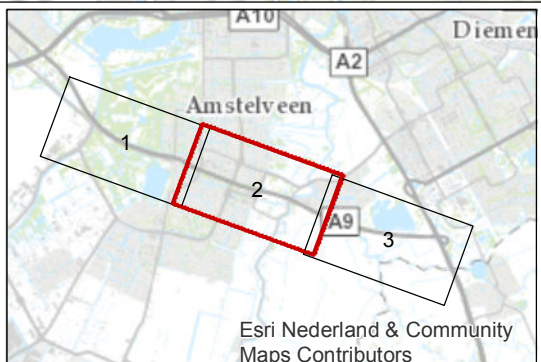 A10
Diemen
A2
Amstelveen
1
2
A9
3
Esri Nederland & Community
Maps Contributors